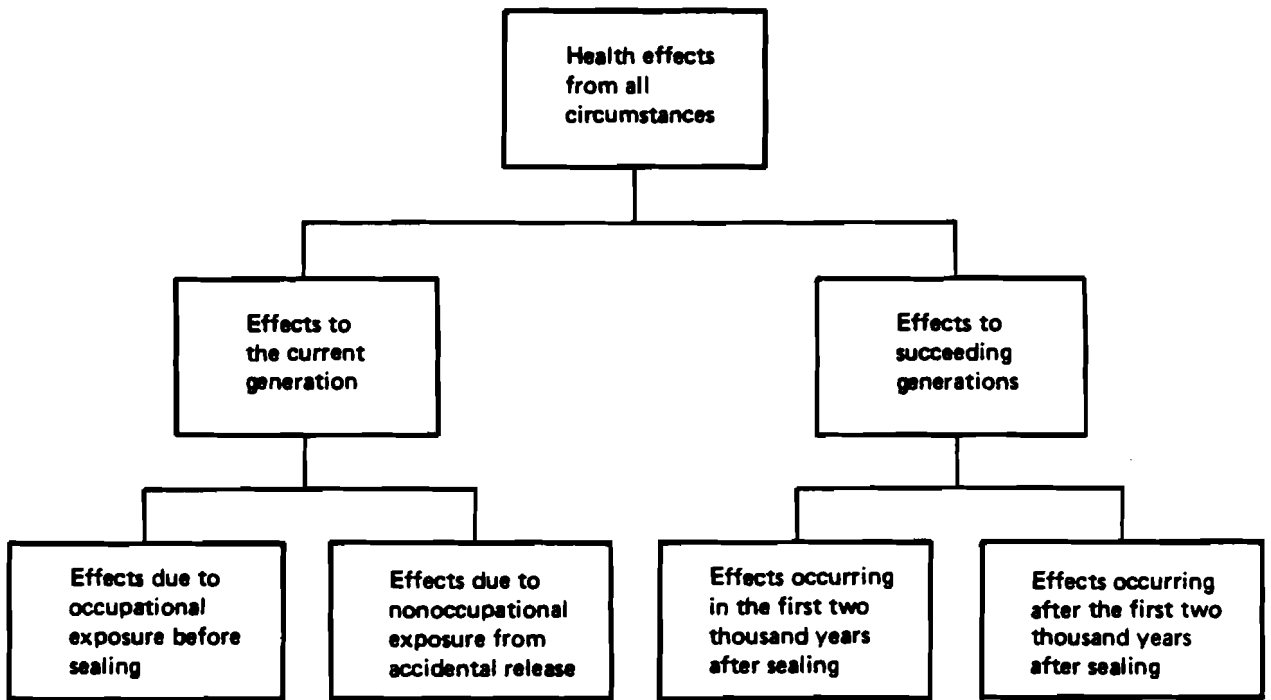 Health effects
from all
circumstances
Effects to
the current
generation
Effects to
succeeding
generations
Effects due to
occupational
exposure before
sealing
Effects due to
nonoccupational
exposure from
accidental release
Effects occurring
in the first two
thousand years
after sealing
Effects occurring
after the first two
thousand years
after sealing